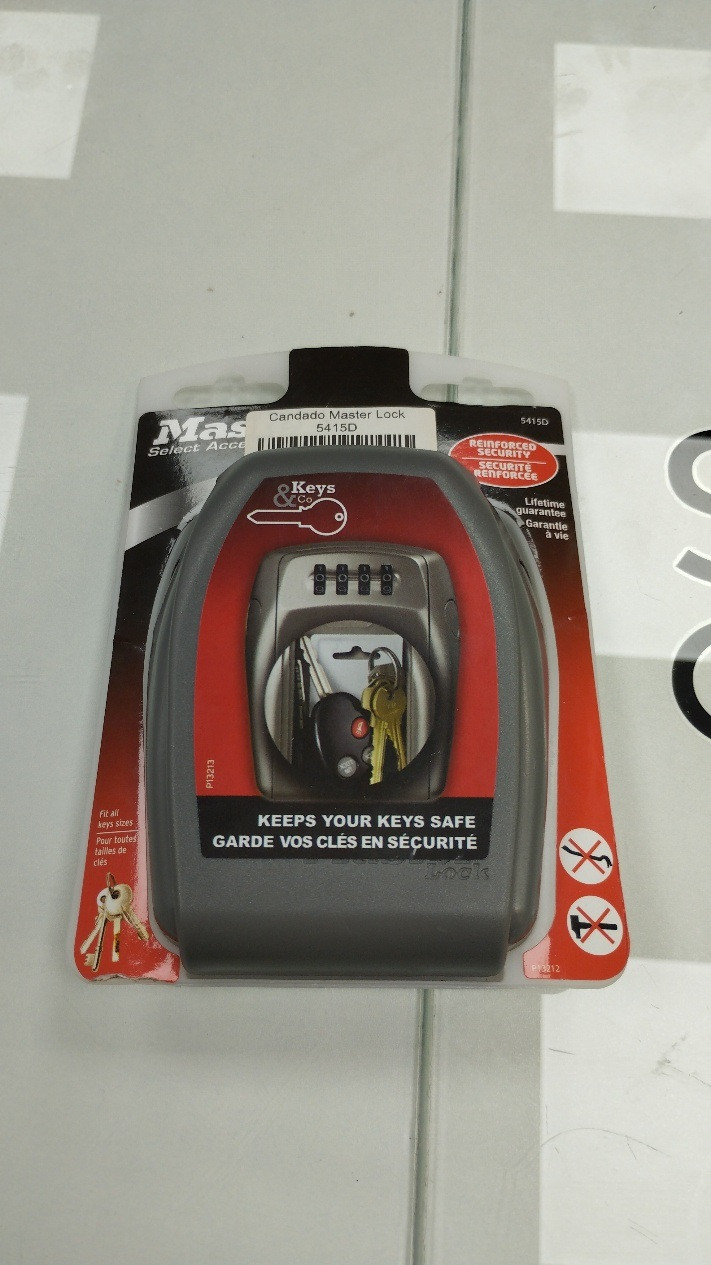 Candado Master Lock
5415D
5415D
Mas
Select Acce
REINFORCED
SECURITY
SÉCURITÉ
RENFORCÉE
Lifetime
guarantee
Garantie
à vie
&Keys
Co
P13213
Fit all
keys sizes
Pour toutes
tailles de
clés
KEEPS YOUR KEYS SAFE
GARDE VOS CLÉS EN SÉCURITÉ
Lock
P13212